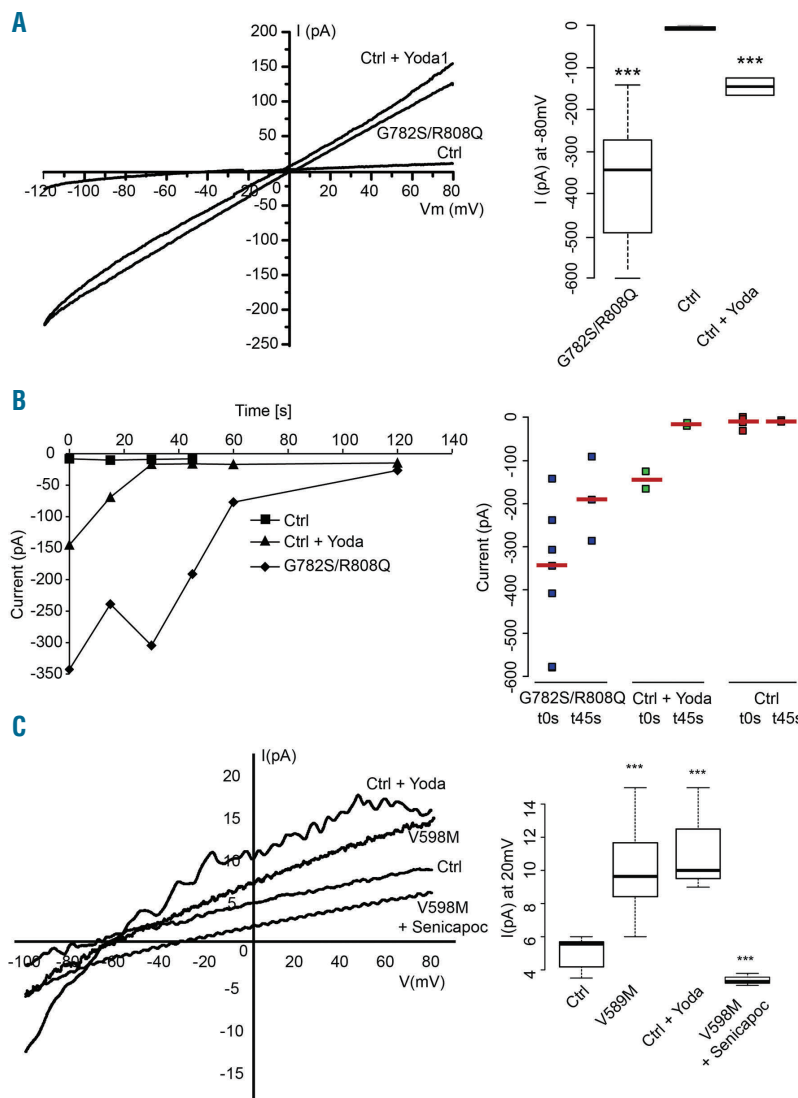 A
I (pA)
200
150
100
50
-50
-100
-150
-200
-250
-120 -100 -80 -60 -40 -20 0 20 40 60 80
Vm (mV)
Ctrl + Yoda1
G782S/R808Q
Ctrl
I (pA) at -80mV
0
-100
-200
-300
-400
-500
-600
***
***
G782S/R808Q
Ctrl
Ctrl + Yoda
B
Time [s]
0 20 40 60 80 100 120 140
Current (pA)
0
-50
-100
-150
-200
-250
-300
-350
Ctrl
Ctrl + Yoda
G782S/R808Q
Current (pA)
0
-100
-200
-300
-400
-500
-600
G782S/R808Q Ctrl + Yoda Ctrl
t0s t45s t0s t45s t0s t45s
C
I(pA)
20
15
10
5
0
-5
-10
-15
-100 -80 -60 -40 -20 20 40 60 80
V(mV)
Ctrl + Yoda
V598M
Ctrl
V598M
+ Senicapoc
I(pA) at 20mV
14
12
10
8
6
4
***
***
***
Ctrl
V589M
Ctrl + Yoda
V598M
+ Senicapoc